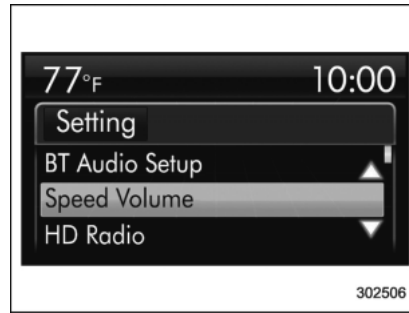 77°F 10:00
Setting
BT Audio Setup
Speed Volume
HD Radio
302506